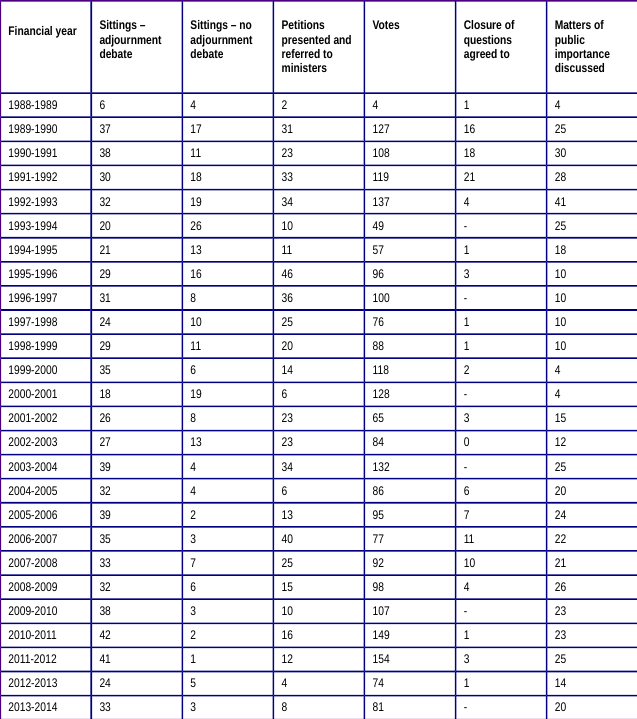 Financial year | Sittings – adjournment debate | Sittings – no adjournment debate | Petitions presented and referred to ministers | Votes | Closure of questions agreed to | Matters of public importance discussed
1988-1989 | 6 | 4 | 2 | 4 | 1 | 4
1989-1990 | 37 | 17 | 31 | 127 | 16 | 25
1990-1991 | 38 | 11 | 23 | 108 | 18 | 30
1991-1992 | 30 | 18 | 33 | 119 | 21 | 28
1992-1993 | 32 | 19 | 34 | 137 | 4 | 41
1993-1994 | 20 | 26 | 10 | 49 | - | 25
1994-1995 | 21 | 13 | 11 | 57 | 1 | 18
1995-1996 | 29 | 16 | 46 | 96 | 3 | 10
1996-1997 | 31 | 8 | 36 | 100 | - | 10
1997-1998 | 24 | 10 | 25 | 76 | 1 | 10
1998-1999 | 29 | 11 | 20 | 88 | 1 | 10
1999-2000 | 35 | 6 | 14 | 118 | 2 | 4
2000-2001 | 18 | 19 | 6 | 128 | - | 4
2001-2002 | 26 | 8 | 23 | 65 | 3 | 15
2002-2003 | 27 | 13 | 23 | 84 | 0 | 12
2003-2004 | 39 | 4 | 34 | 132 | - | 25
2004-2005 | 32 | 4 | 6 | 86 | 6 | 20
2005-2006 | 39 | 2 | 13 | 95 | 7 | 24
2006-2007 | 35 | 3 | 40 | 77 | 11 | 22
2007-2008 | 33 | 7 | 25 | 92 | 10 | 21
2008-2009 | 32 | 6 | 15 | 98 | 4 | 26
2009-2010 | 38 | 3 | 10 | 107 | - | 23
2010-2011 | 42 | 2 | 16 | 149 | 1 | 23
2011-2012 | 41 | 1 | 12 | 154 | 3 | 25
2012-2013 | 24 | 5 | 4 | 74 | 1 | 14
2013-2014 | 33 | 3 | 8 | 81 | - | 20